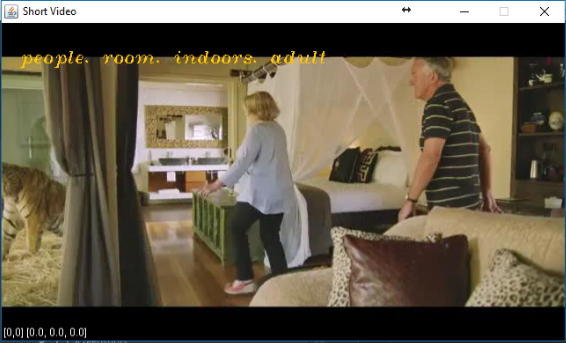 Short Video
people. room. indoors. adult
[0,0] [0.0, 0.0, 0.0]